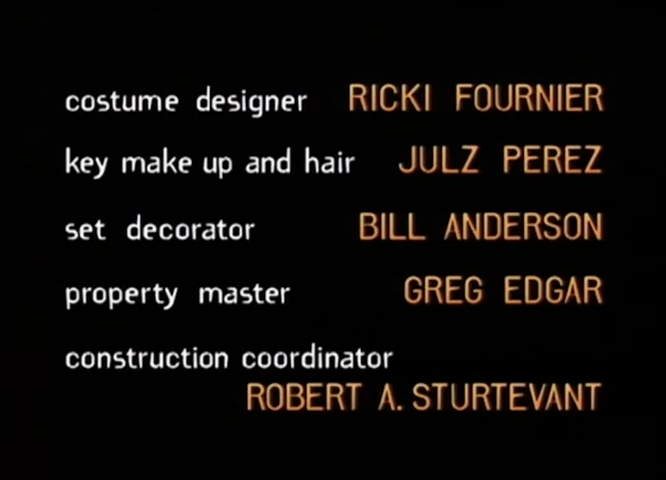 costume designer RICKI FOURNIER
key make up and hair JULZ PEREZ
set decorator BILL ANDERSON
property master GREG EDGAR
construction coordinator
ROBERT A. STURTEVANT